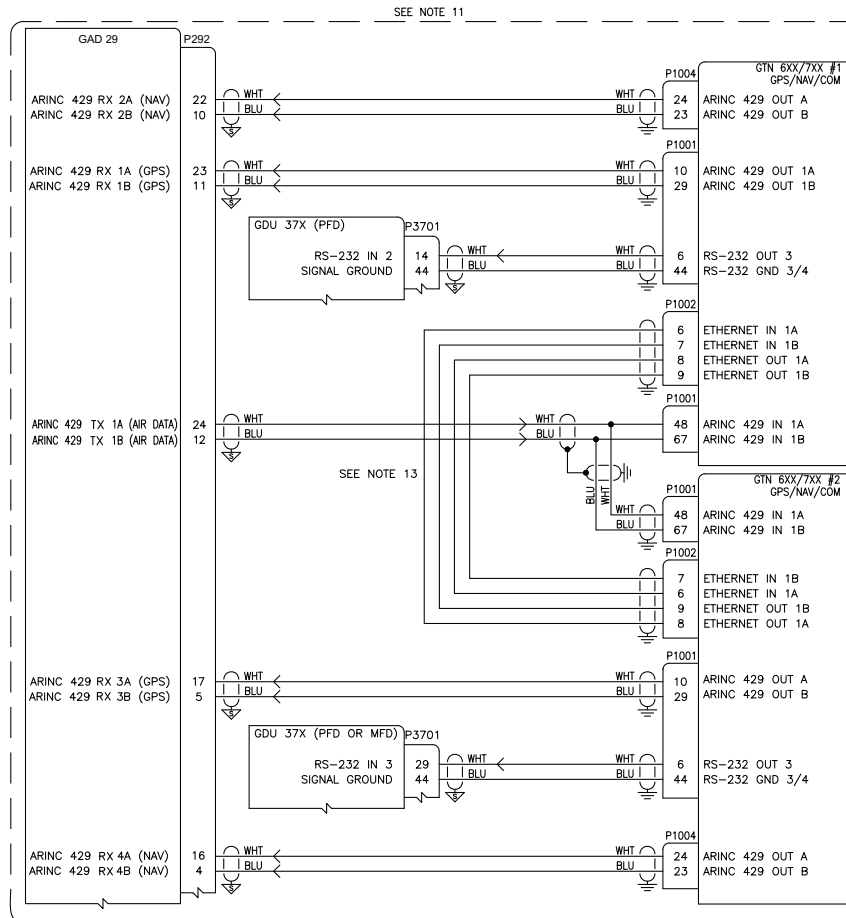 SEE NOTE 11
GAD 29 P292
GTN 6XX/7XX #1
GPS/NAV/COM
P1004
ARINC 429 RX 2A (NAV) 22 WHT WHT 24 ARINC 429 OUT A
ARINC 429 RX 2B (NAV) 10 BLU BLU 23 ARINC 429 OUT B
S
P1001
ARINC 429 RX 1A (GPS) 23 WHT WHT 10 ARINC 429 OUT 1A
ARINC 429 RX 1B (GPS) 11 BLU BLU 29 ARINC 429 OUT 1B
S
GDU 37X (PFD) P3701
RS-232 IN 2 14 WHT WHT 6 RS-232 OUT 3
SIGNAL GROUND 44 BLU BLU 44 RS-232 GND 3/4
S
P1002
6 ETHERNET IN 1A
7 ETHERNET IN 1B
8 ETHERNET OUT 1A
9 ETHERNET OUT 1B
P1001
ARINC 429 TX 1A (AIR DATA) 24 WHT WHT 48 ARINC 429 IN 1A
ARINC 429 TX 1B (AIR DATA) 12 BLU BLU 67 ARINC 429 IN 1B
S
SEE NOTE 13
BLU WHT
GTN 6XX/7XX #2
GPS/NAV/COM
P1001
WHT 48 ARINC 429 IN 1A
BLU 67 ARINC 429 IN 1B
P1002
7 ETHERNET IN 1B
6 ETHERNET IN 1A
9 ETHERNET OUT 1B
8 ETHERNET OUT 1A
P1001
ARINC 429 RX 3A (GPS) 17 WHT WHT 10 ARINC 429 OUT A
ARINC 429 RX 3B (GPS) 5 BLU BLU 29 ARINC 429 OUT B
S
GDU 37X (PFD OR MFD) P3701
RS-232 IN 3 29 WHT WHT 6 RS-232 OUT 3
SIGNAL GROUND 44 BLU BLU 44 RS-232 GND 3/4
S
P1004
ARINC 429 RX 4A (NAV) 16 WHT WHT 24 ARINC 429 OUT A
ARINC 429 RX 4B (NAV) 4 BLU BLU 23 ARINC 429 OUT B
S